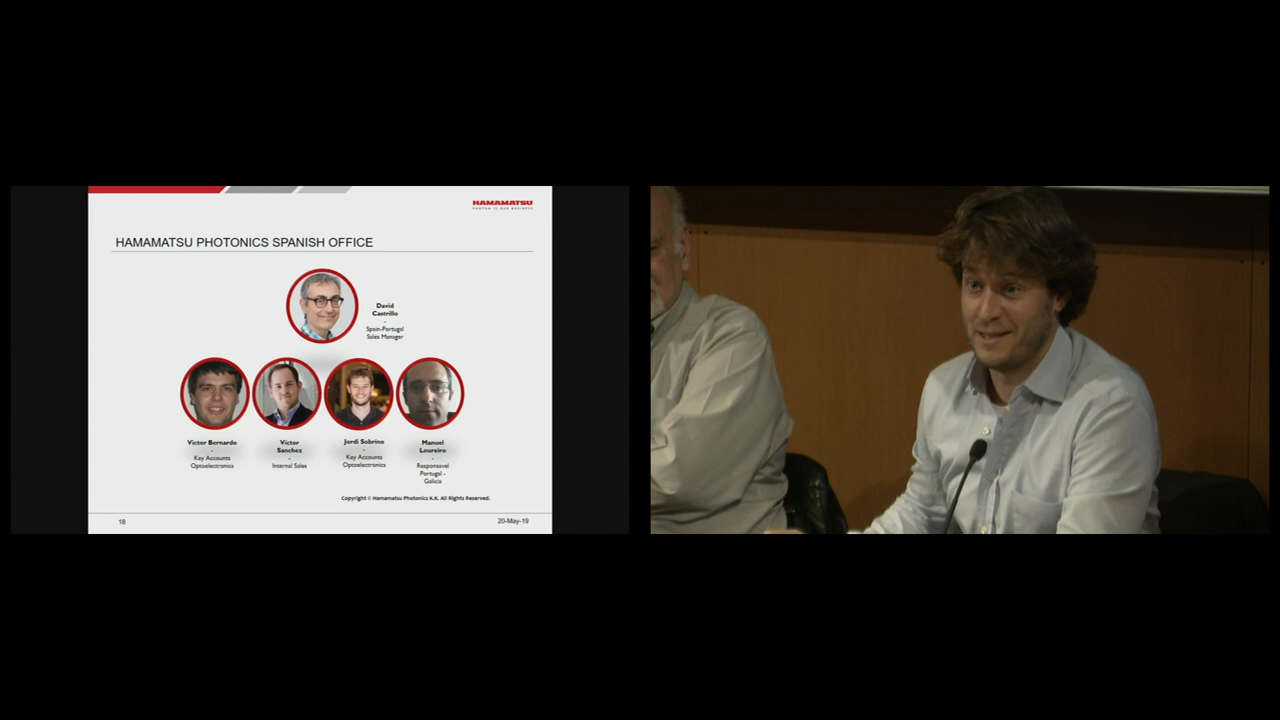 HAMAMATSU
PHOTON IS OUR BUSINESS
HAMAMATSU PHOTONICS SPANISH OFFICE
David
Castrillo
-
Spain-Portugal
Sales Manager
Victor Bernardo
-
Key Accounts
Optoelectronics
Víctor
Sanchez
-
Internal Sales
Jordi Sobrino
-
Key Accounts
Optoelectronics
Manuel
Loureiro
-
Responsavel
Portugal -
Galicia
Copyright © Hamamatsu Photonics K.K. All Rights Reserved.
18
20-May-19